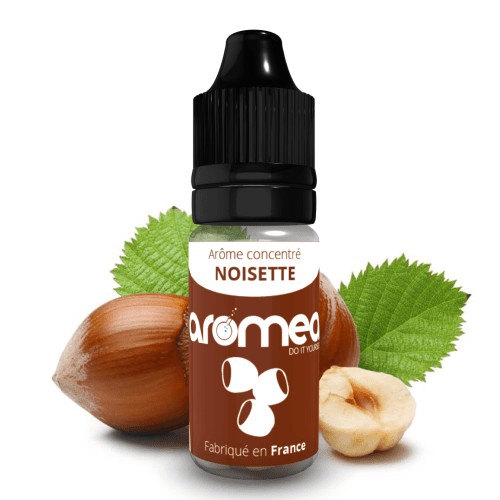 Arôme concentré
NOISETTE
aromea
DO IT YOURSELF
Fabriqué en France